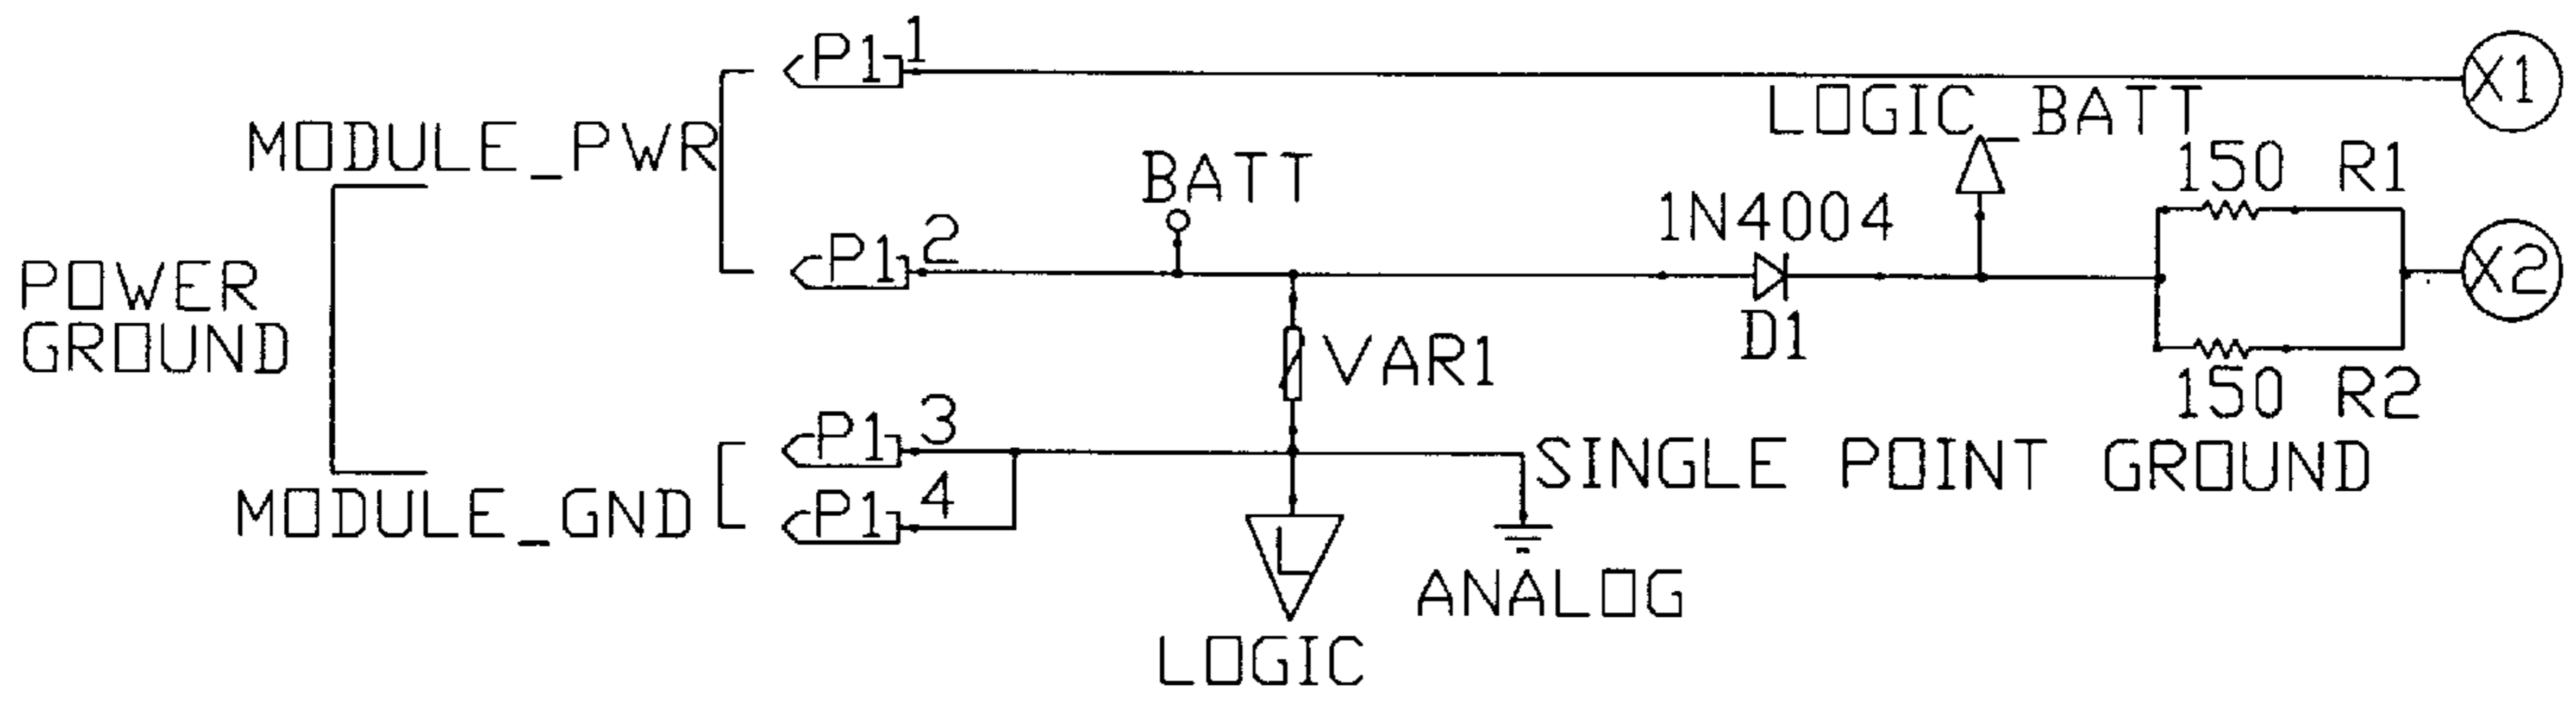 P1 1
X1
LOGIC_BATT
MODULE_PWR
BATT
150 R1
1N4004
P1 2
X2
POWER
GROUND
D1
VAR1
150 R2
P1 3
SINGLE POINT GROUND
MODULE_GND
P1 4
L
ANALOG
LOGIC